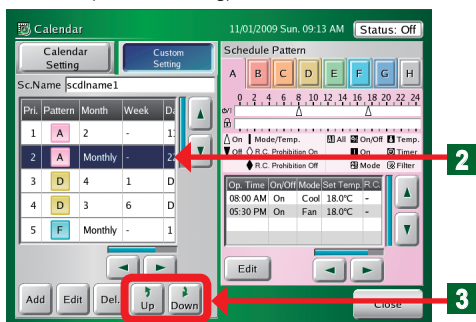 Calendar
11/01/2009 Sun. 09:13 AM
Status: Off
Calendar Setting
Custom Setting
Sc.Name scdlname1
Pri. Pattern Month Week Da
1 A 2 -
2 A Monthly -
3 D 4 1 D
4 D 3 6 D
5 F Monthly - 1
Add Edit Del. Up Down
Schedule Pattern
A B C D E F G H
0 2 4 6 8 10 12 14 16 18 20 22 24
On Mode/Temp. All On/Off Temp.
Off R.C. Prohibition On On Timer
R.C. Prohibition Off Mode Filter
Op. Time On/Off Mode Set Temp. R.C.
08:00 AM On Cool 18.0°C -
05:30 PM On Fan 18.0°C -
Edit
Close
2
3